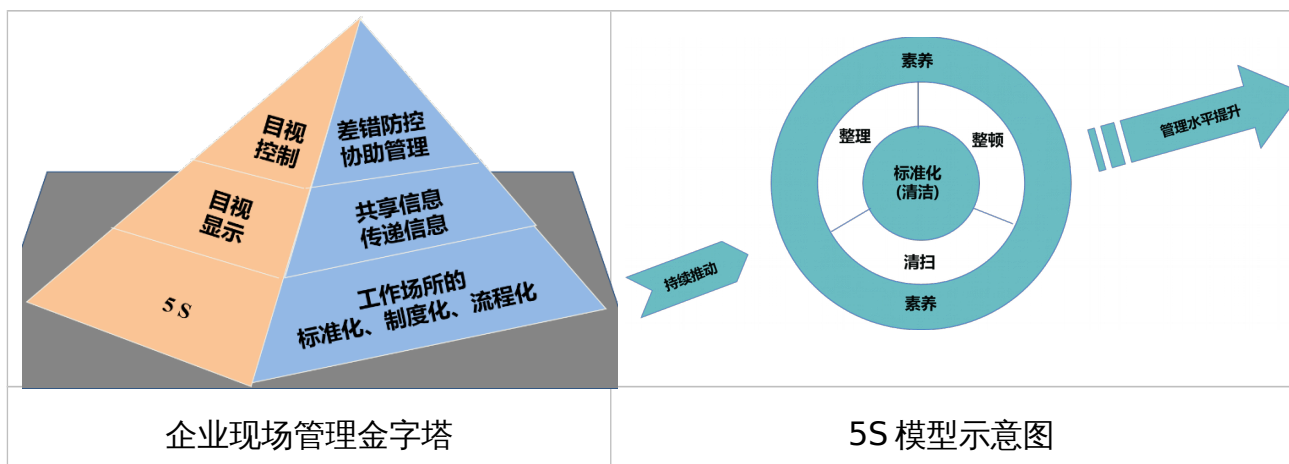 目视
控制
差错防控
协助管理
目视
显示
共享信息
传递信息
5 S
工作场所的
标准化、制度化、流程化
企业现场管理金字塔
素养
整理
整顿
标准化
(清洁)
清扫
素养
持续推动
管理水平提升
5S 模型示意图